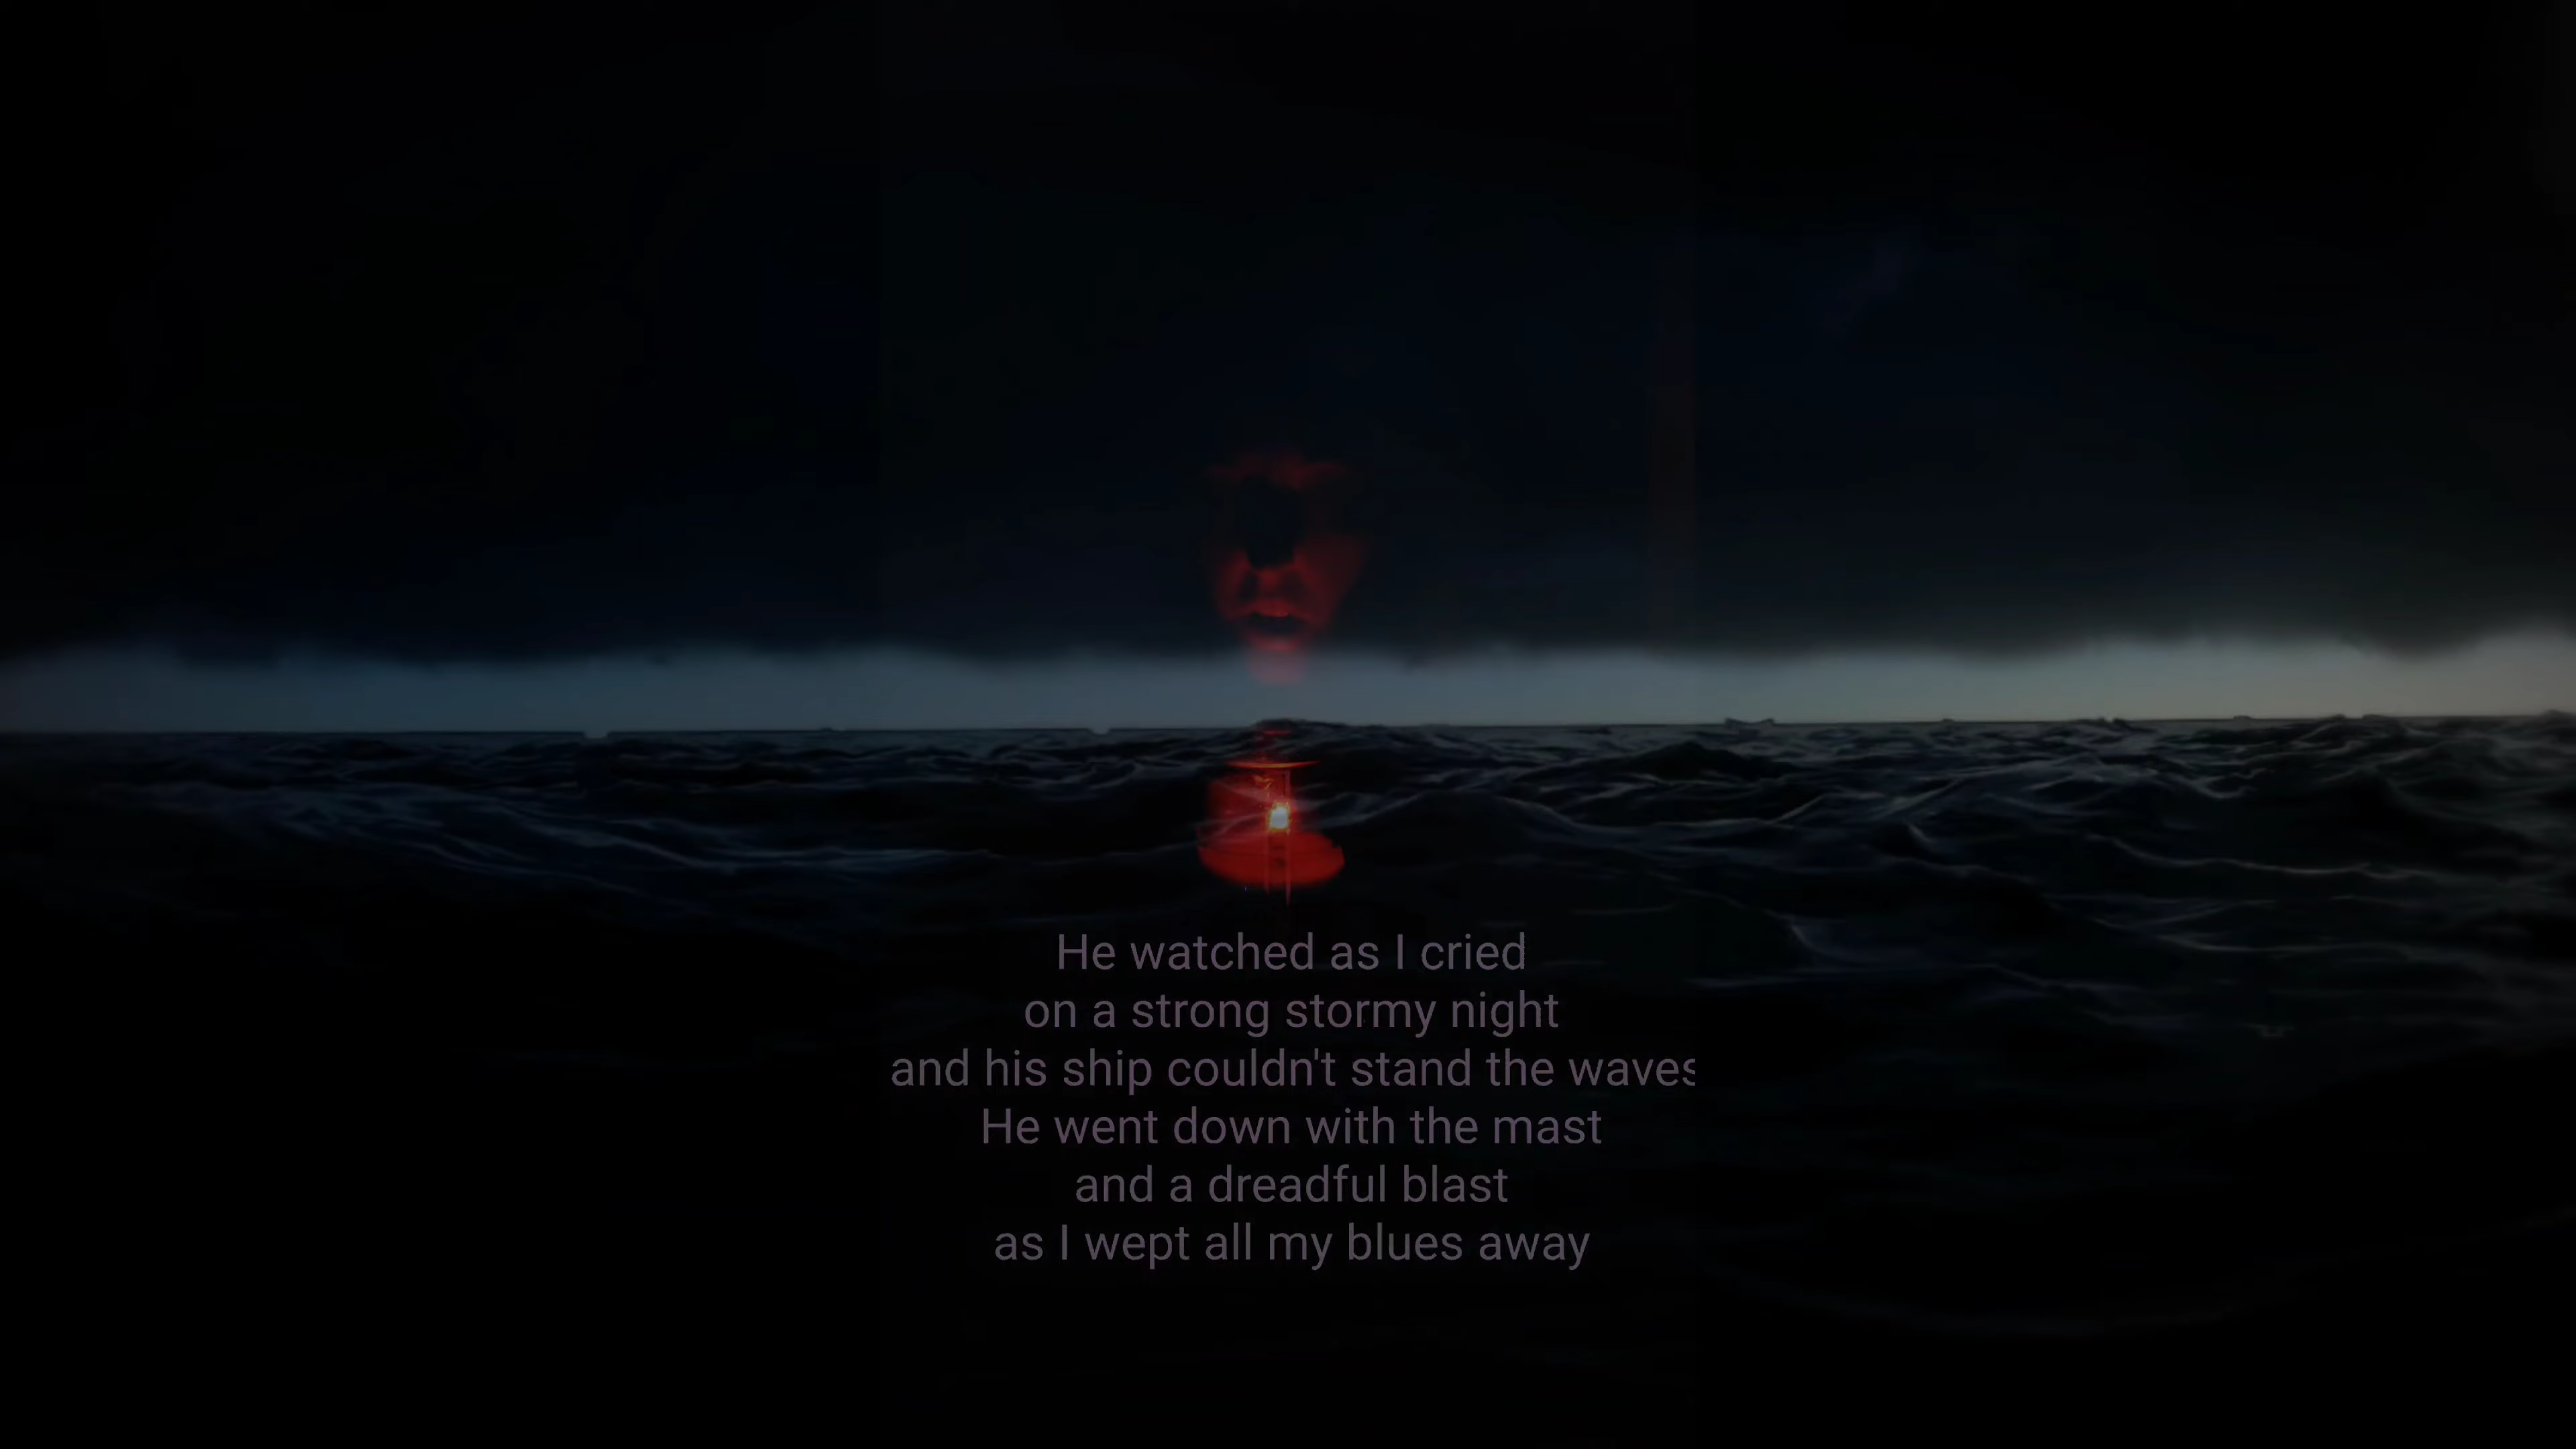 He watched as I cried
on a strong stormy night
and his ship couldn't stand the waves
He went down with the mast
and a dreadful blast
as I wept all my blues away